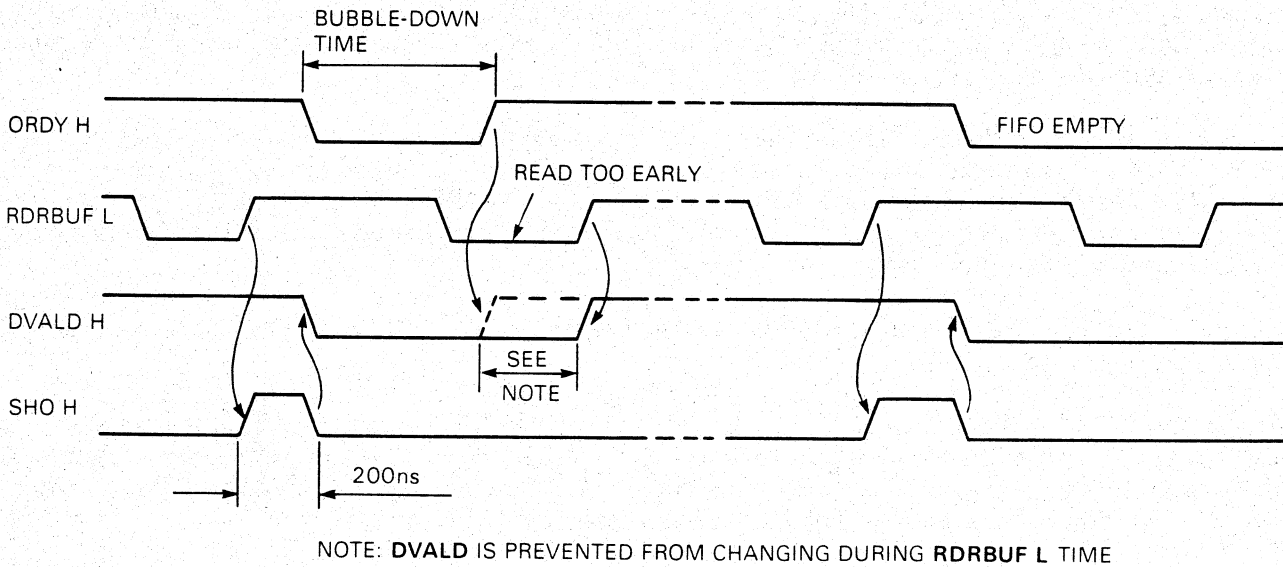 BUBBLE-DOWN
TIME
ORDY H
FIFO EMPTY
READ TOO EARLY
RDRBUF L
DVALD H
SEE
NOTE
SHO H
200ns
NOTE: DVALD IS PREVENTED FROM CHANGING DURING RDRBUF L TIME